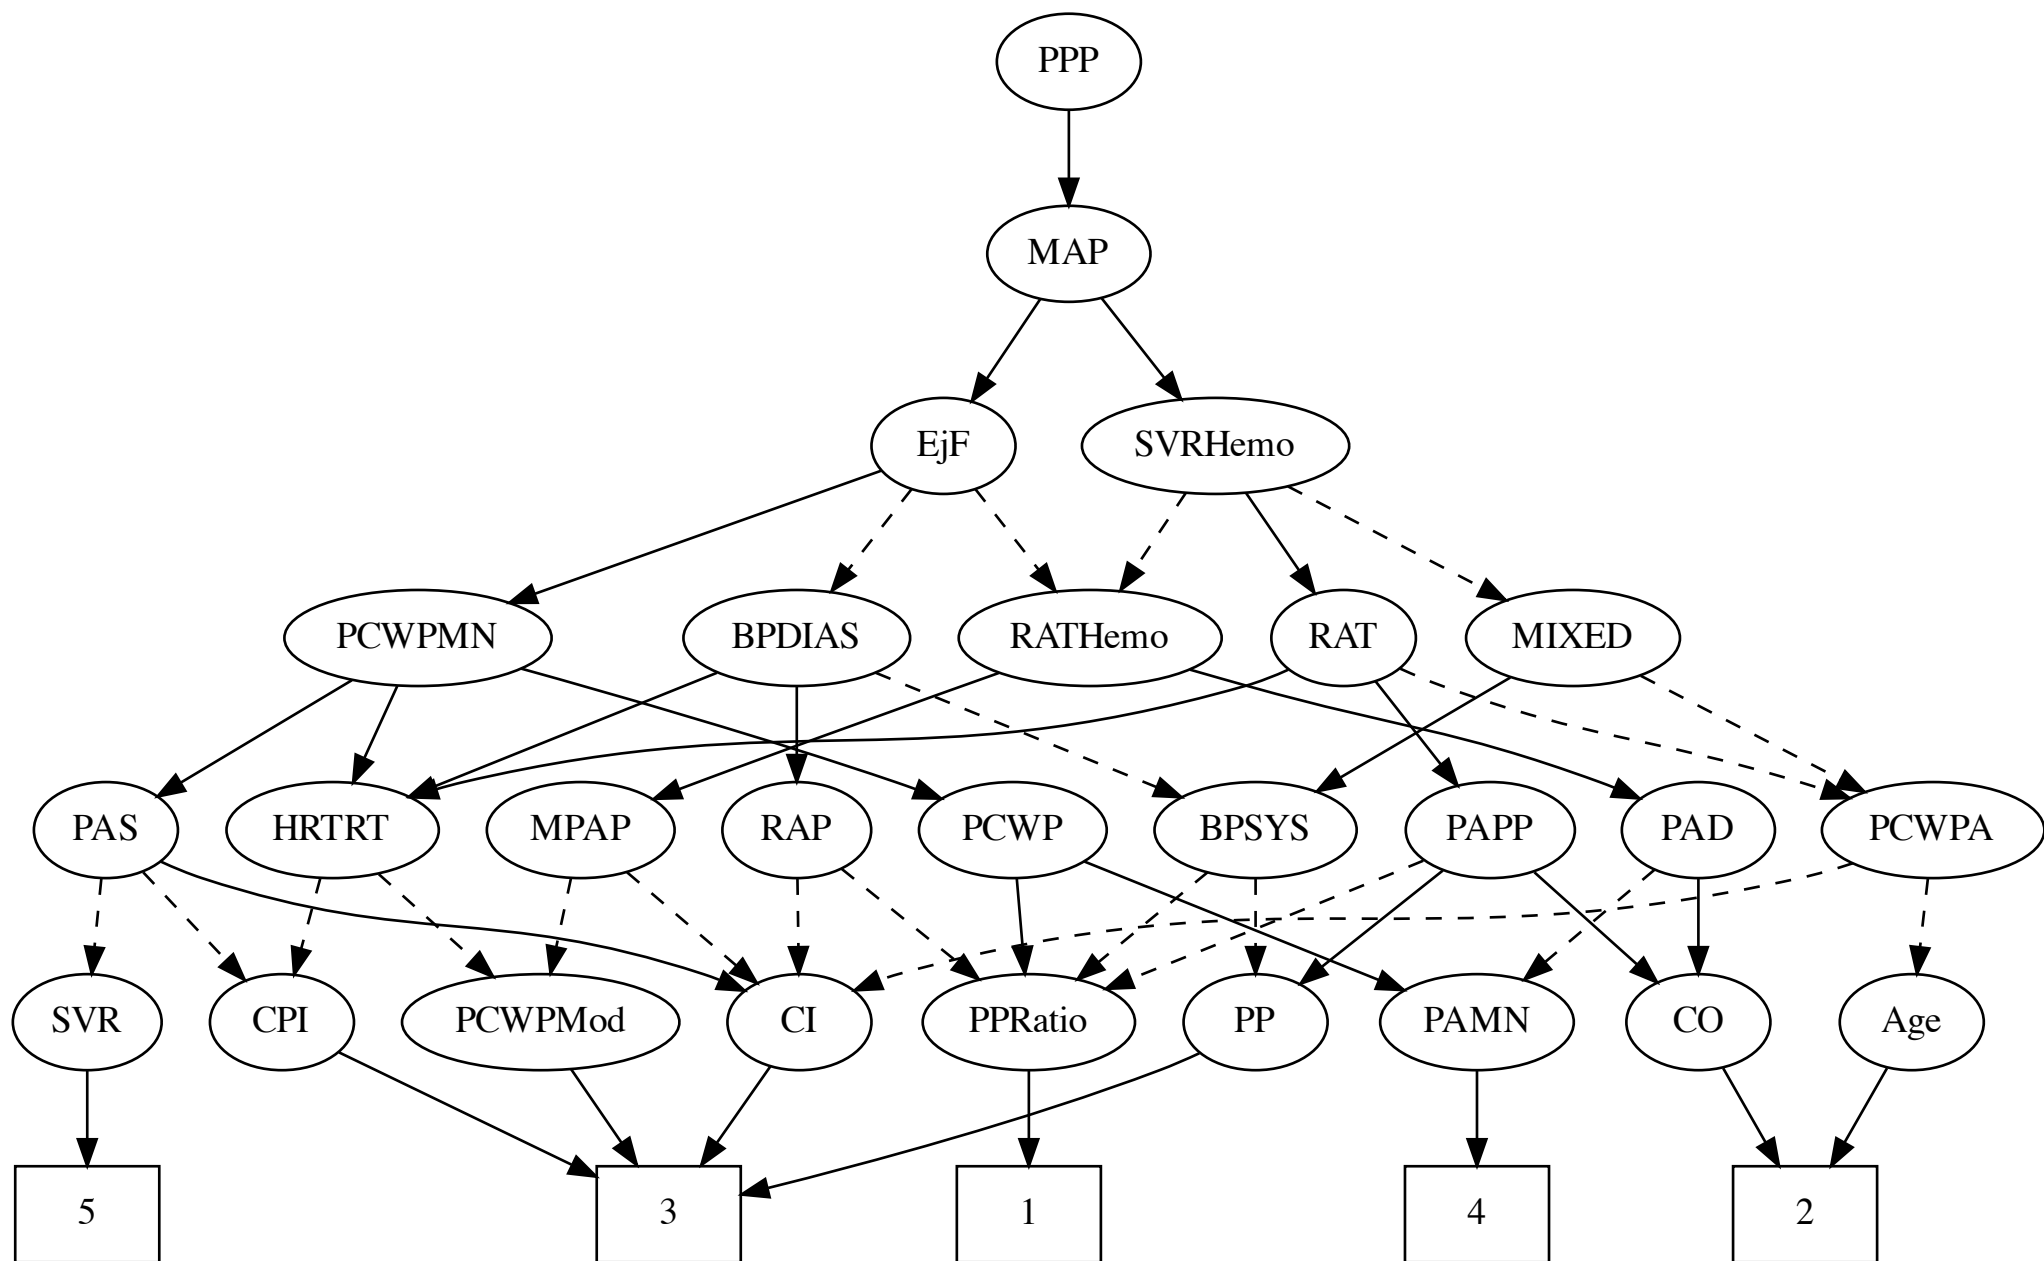 PPP
MAP
EjF
SVRHemo
PCWPMN
BPDIAS
RATHemo
RAT
MIXED
PAS
HRTRT
MPAP
RAP
PCWP
BPSYS
PAPP
PAD
PCWPA
SVR
CPI
PCWPMod
CI
PPRatio
PP
PAMN
CO
Age
5
3
1
4
2